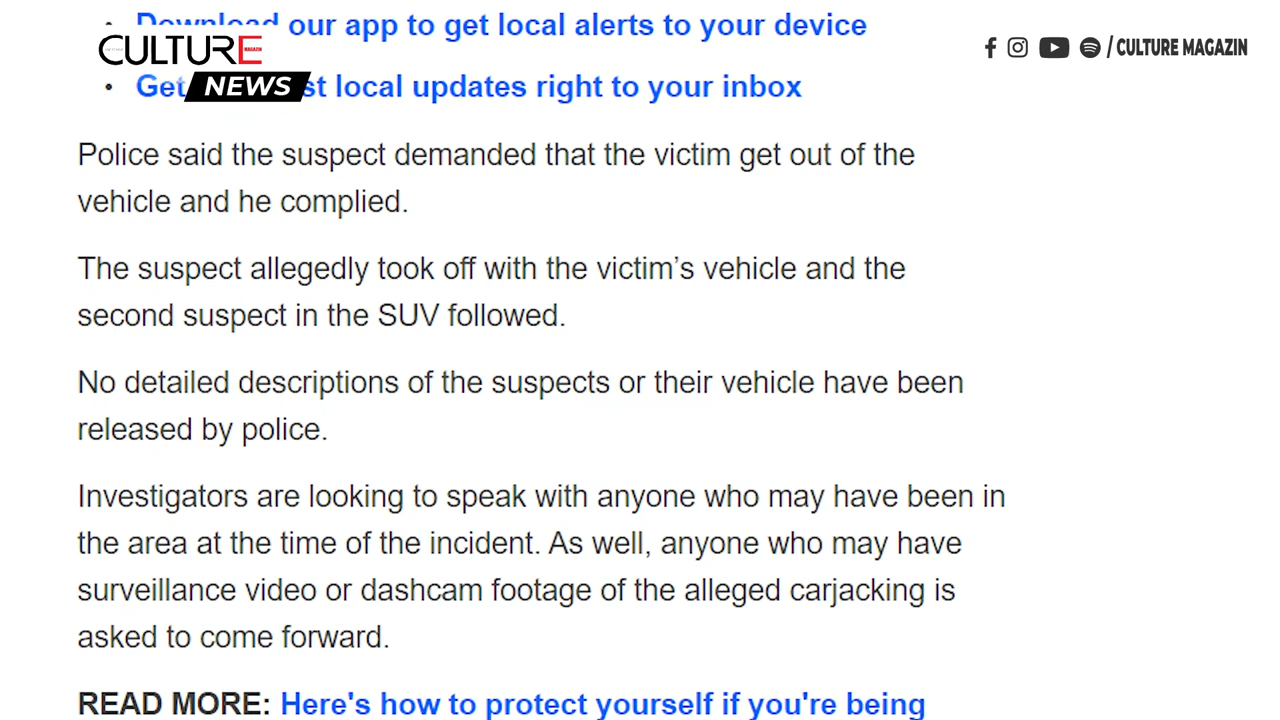 Download our app to get local alerts to your device
CULTURE
MAGAZIN
NEWS
/ CULTURE MAGAZIN
Get st local updates right to your inbox
Police said the suspect demanded that the victim get out of the
vehicle and he complied.
The suspect allegedly took off with the victim’s vehicle and the
second suspect in the SUV followed.
No detailed descriptions of the suspects or their vehicle have been
released by police.
Investigators are looking to speak with anyone who may have been in
the area at the time of the incident. As well, anyone who may have
surveillance video or dashcam footage of the alleged carjacking is
asked to come forward.
READ MORE: Here's how to protect yourself if you're being